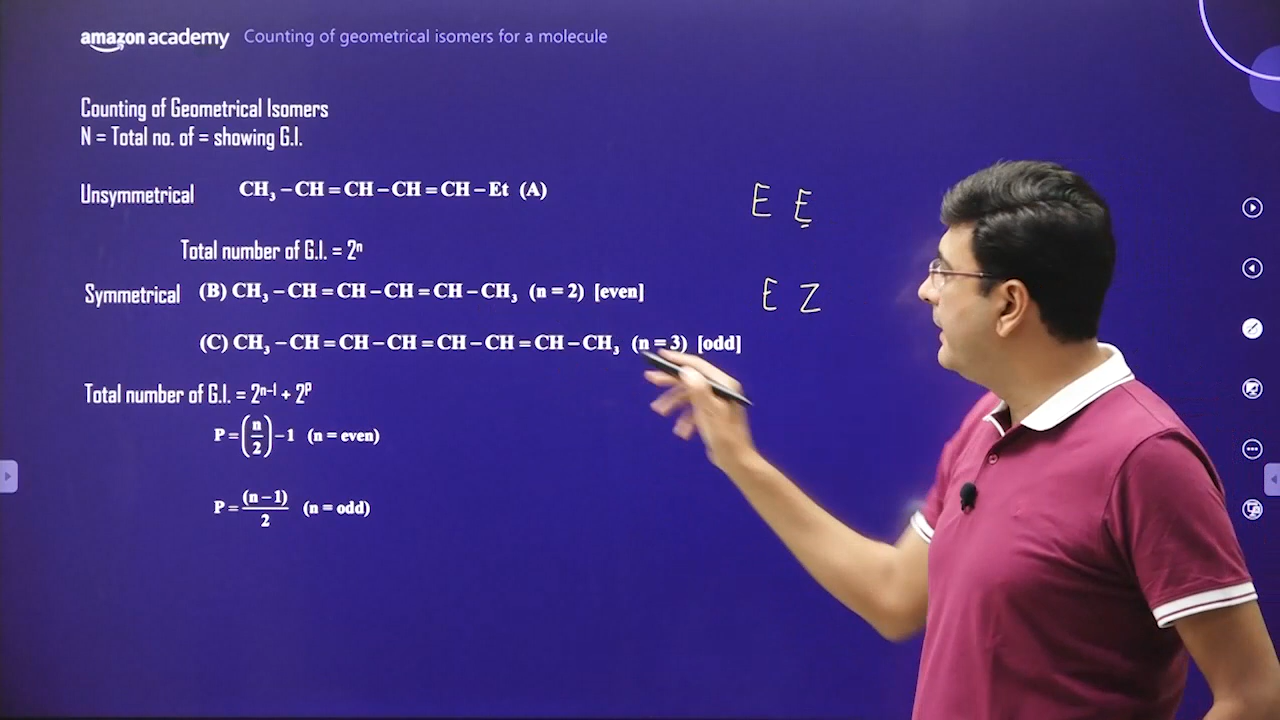 amazon academy Counting of geometrical isomers for a molecule
Counting of Geometrical Isomers
N = Total no. of = showing G.I.
Unsymmetrical CH₃ – CH = CH – CH = CH – Et (A)
E E
Total number of G.I. = 2ⁿ
Symmetrical (B) CH₃ – CH = CH – CH = CH – CH₃ (n = 2) [even]
E Z
(C) CH₃ – CH = CH – CH = CH – CH = CH – CH₃ (n = 3) [odd]
Total number of G.I. = 2ⁿ⁻¹ + 2ᴾ
P = (n/2) – 1 (n = even)
P = (n – 1)/2 (n = odd)